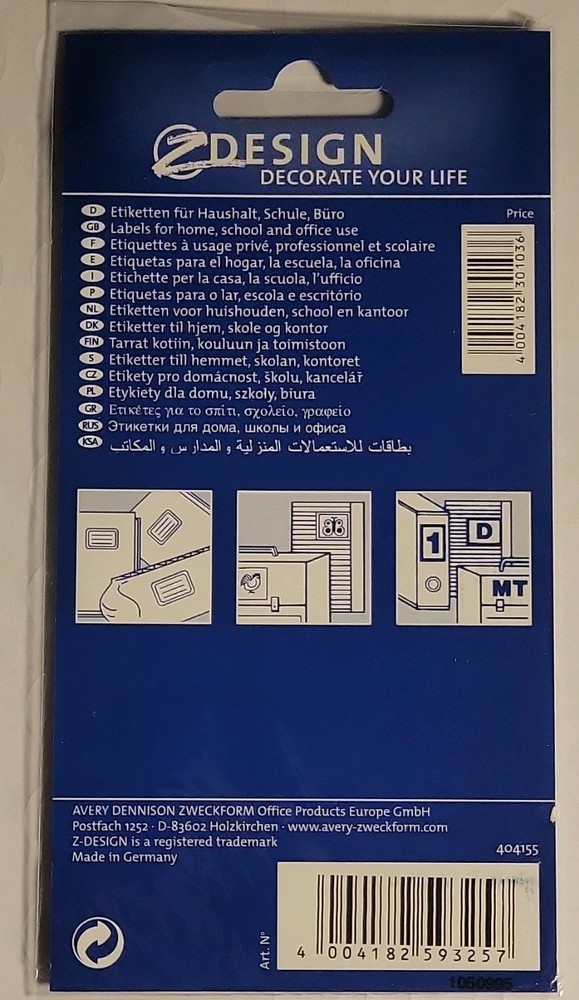 Z DESIGN
DECORATE YOUR LIFE
Price
D Etiketten für Haushalt, Schule, Büro
GB Labels for home, school and office use
F Etiquettes à usage privé, professionnel et scolaire
E Etiquetas para el hogar, la escuela, la oficina
I Etichette per la casa, la scuola, l'ufficio
P Etiquetas para o lar, escola e escritório
NL Etiketten voor huishouden, school en kantoor
DK Etiketter til hjem, skole og kontor
FIN Tarrat kotiin, kouluun ja toimistoon
S Etiketter till hemmet, skolan, kontoret
CZ Etikety pro domácnost, školu, kancelář
PL Etykiety dla domu, szkoły, biura
GR Ετικέτες για το σπίτι, σχολείο, γραφείο
RUS Этикетки для дома, школы и офиса
KSA بطاقات للاستعمالات المنزلية و المدارس و المكاتب
4 004182 301036
1 D
MT
AVERY DENNISON ZWECKFORM Office Products Europe GmbH
Postfach 1252 · D-83602 Holzkirchen · www.avery-zweckform.com
Z-DESIGN is a registered trademark
Made in Germany
404155
Art. N°
4 004182 593257
1050995